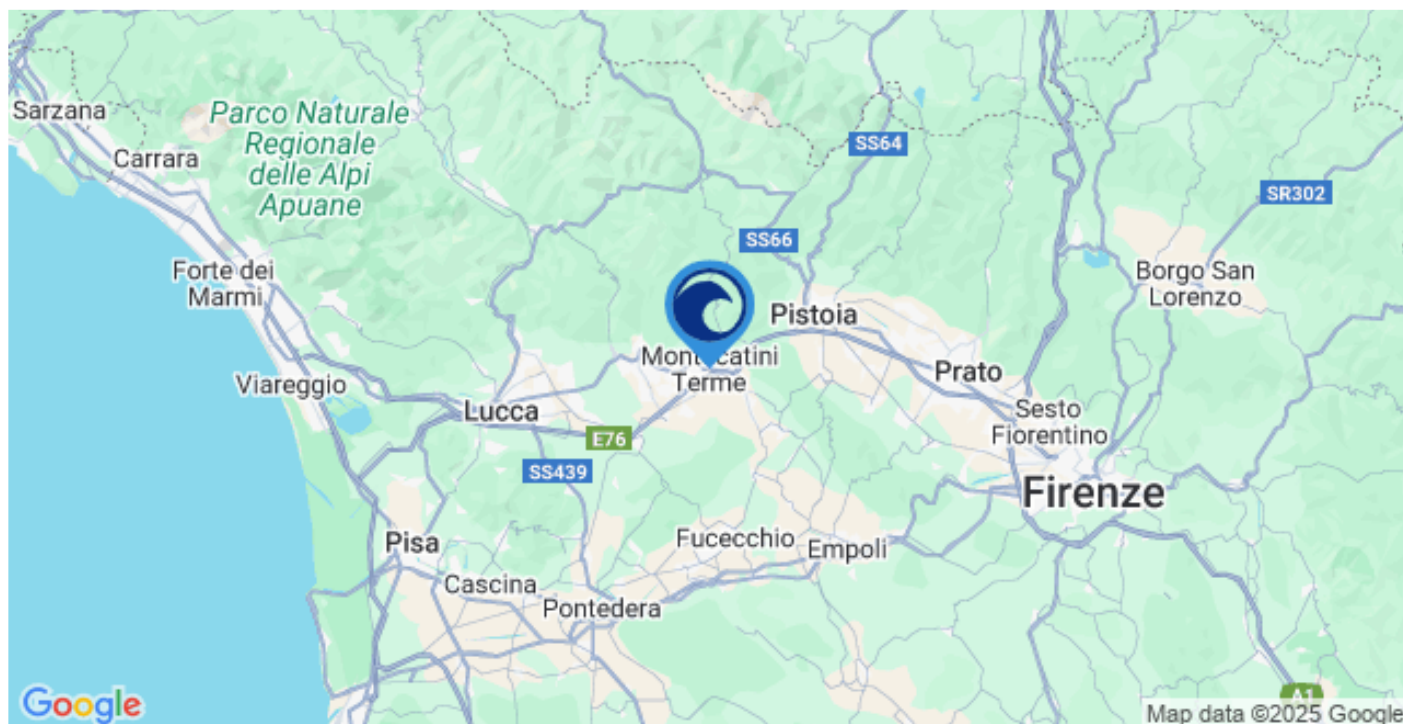 Sarzana
Parco Naturale
Regionale
delle Alpi
Apuane
Carrara
SS64
SR302
SS66
Forte dei
Marmi
Borgo San
Lorenzo
Pistoia
Montecatini
Terme
Viareggio
Prato
Lucca
Sesto
Fiorentino
E76
SS439
Firenze
Pisa
Fucecchio
Empoli
Cascina
Pontedera
A1
Google
Map data ©2025 Google